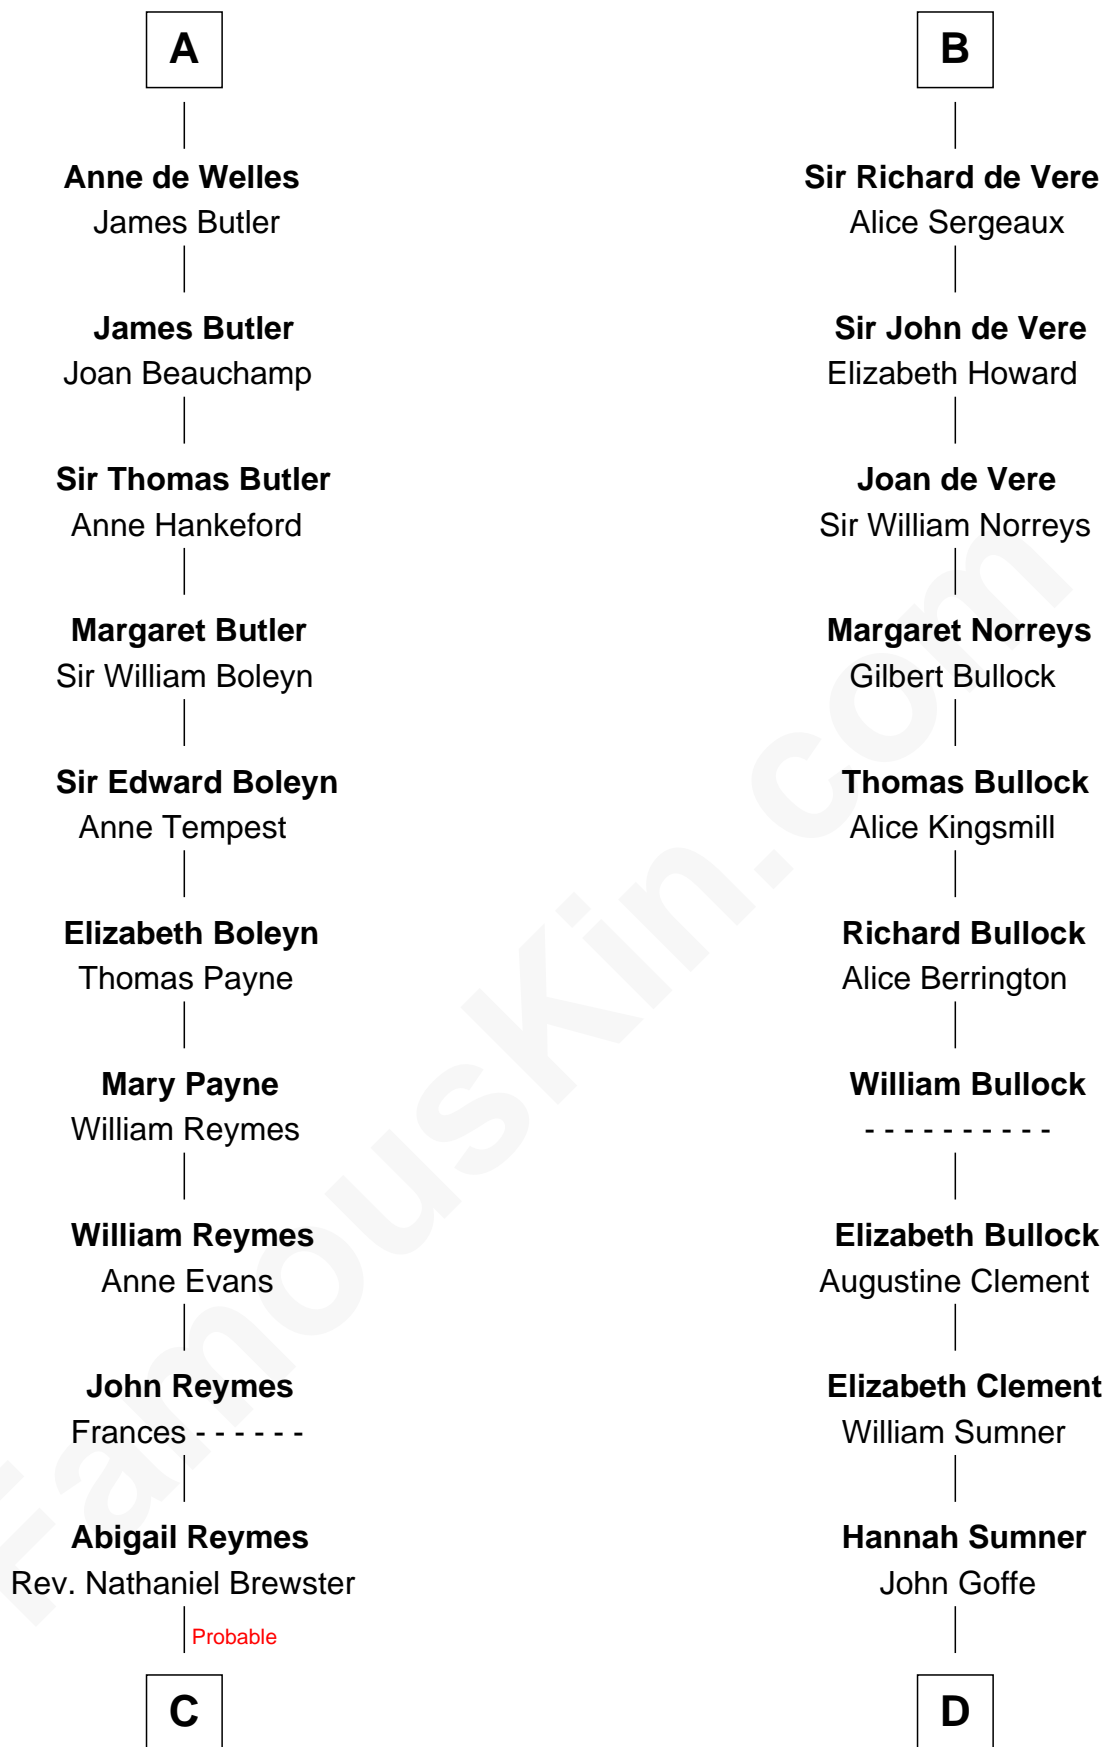 A
Anne de Welles
James Butler
James Butler
Joan Beauchamp
Sir Thomas Butler
Anne Hankeford
Margaret Butler
Sir William Boleyn
Sir Edward Boleyn
Anne Tempest
Elizabeth Boleyn
Thomas Payne
Mary Payne
William Reymes
William Reymes
Anne Evans
John Reymes
Frances - - - - - -
Abigail Reymes
Rev. Nathaniel Brewster
Probable
C
B
Sir Richard de Vere
Alice Sergeaux
Sir John de Vere
Elizabeth Howard
Joan de Vere
Sir William Norreys
Margaret Norreys
Gilbert Bullock
Thomas Bullock
Alice Kingsmill
Richard Bullock
Alice Berrington
William Bullock
- - - - - - - - - -
Elizabeth Bullock
Augustine Clement
Elizabeth Clement
William Sumner
Hannah Sumner
John Goffe
D
FamousKin.com